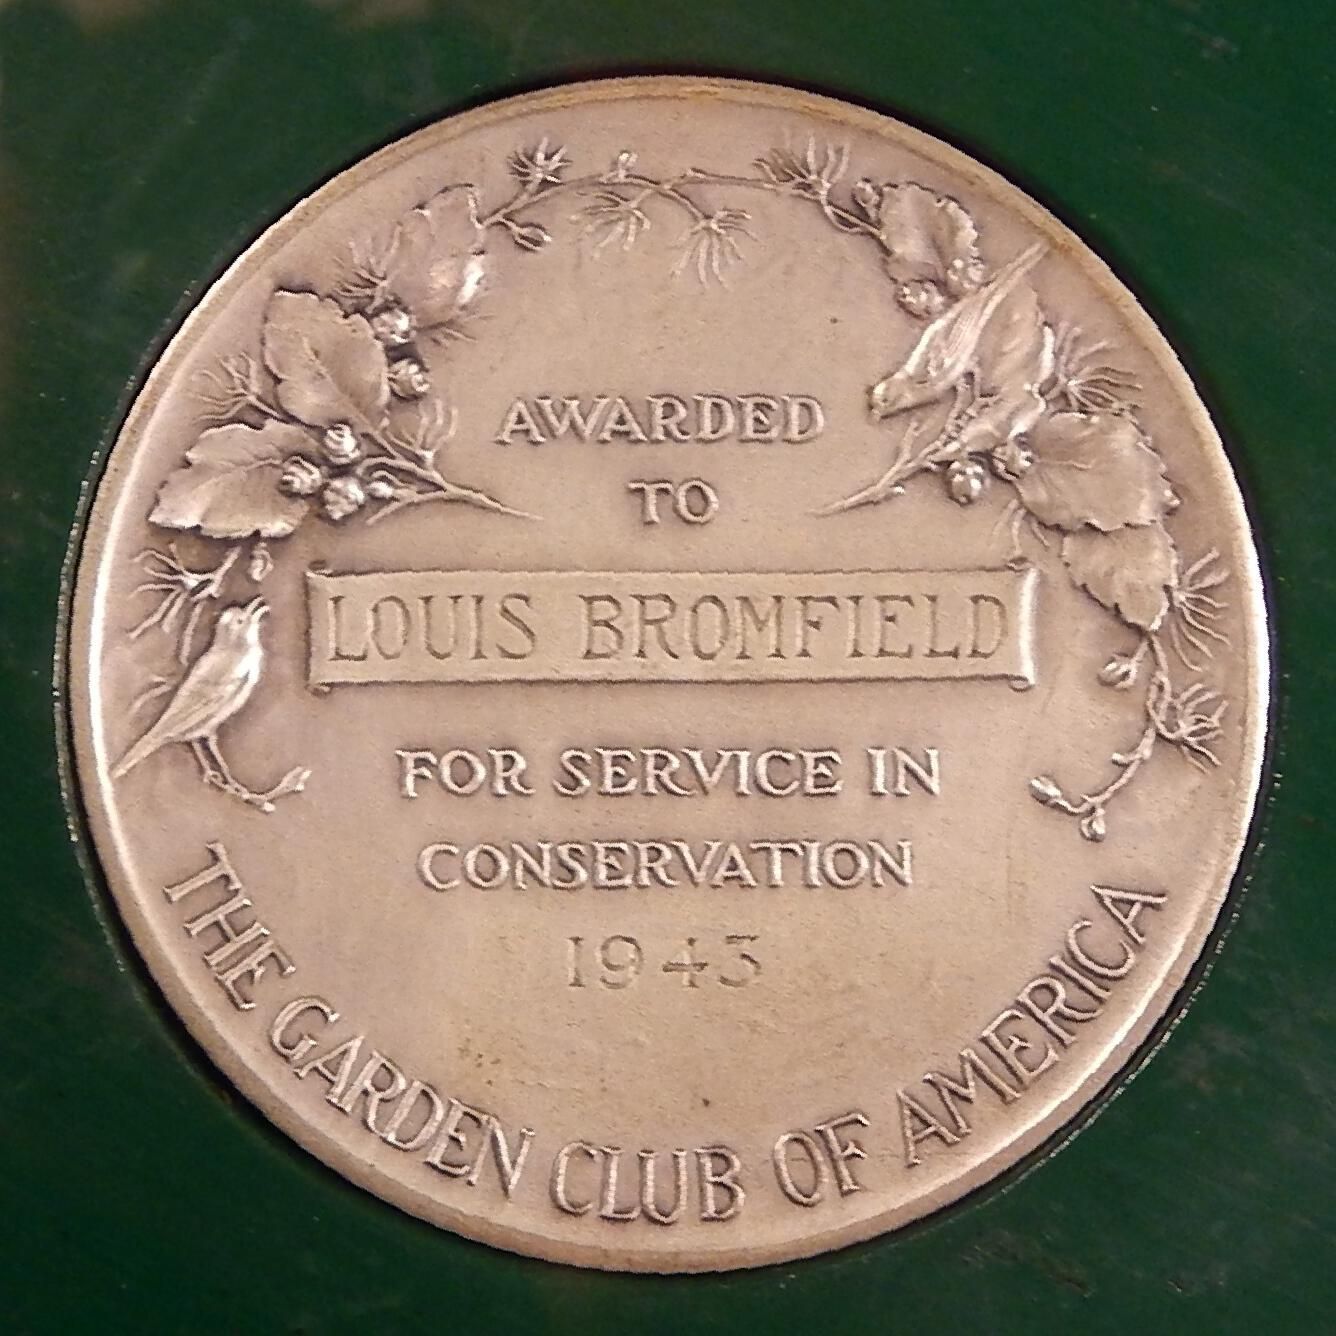 AWARDED
TO
LOUIS BROMFIELD
FOR SERVICE IN
CONSERVATION
1943
THE GARDEN CLUB OF AMERICA